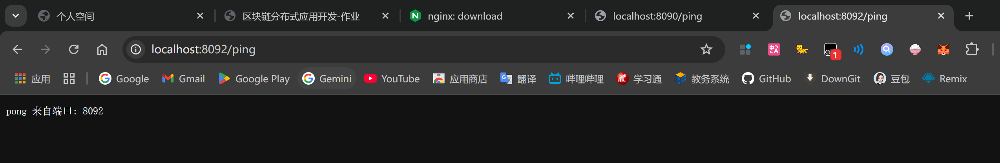 个人空间 区块链分布式应用开发-作业 nginx: download localhost:8090/ping localhost:8092/ping
localhost:8092/ping 1
应用 Google Gmail Google Play Gemini YouTube 应用商店 翻译 哔哩哔哩 学习通 教务系统 GitHub DownGit 豆包 Remix
pong 来自端口: 8092